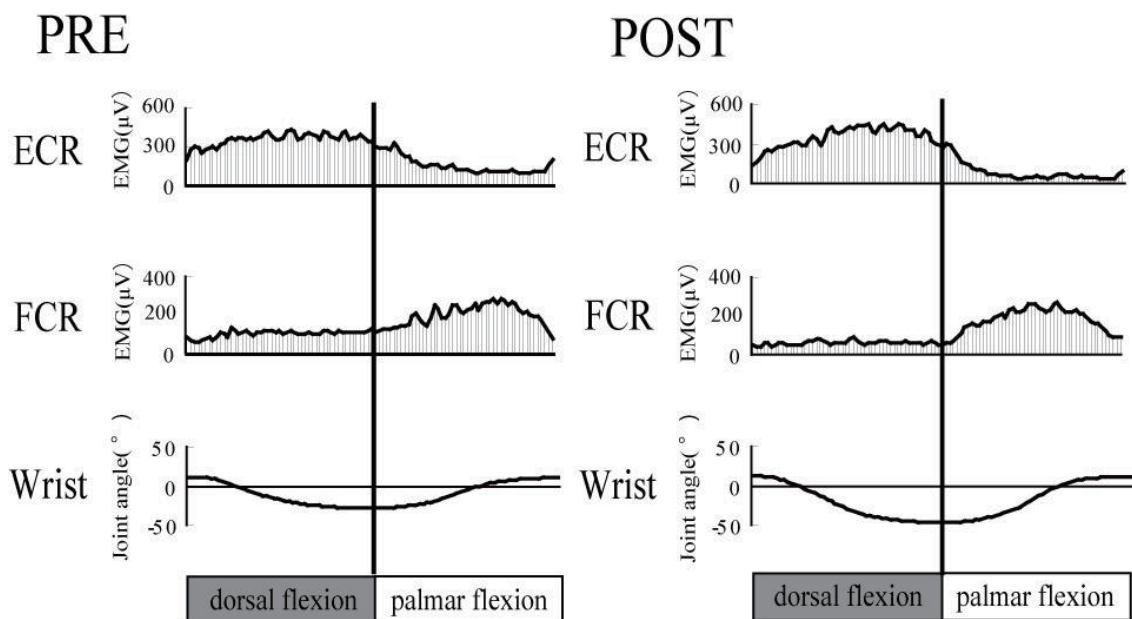 PRE
ECR
EMG(μV)
600
300
0
FCR
EMG(μV)
400
200
0
Wrist
Joint angle( ° )
50
0
-50
dorsal flexion
palmar flexion
POST
ECR
EMG(μV)
600
300
0
FCR
EMG(μV)
400
200
0
Wrist
Joint angle( ° )
50
0
-50
dorsal flexion
palmar flexion